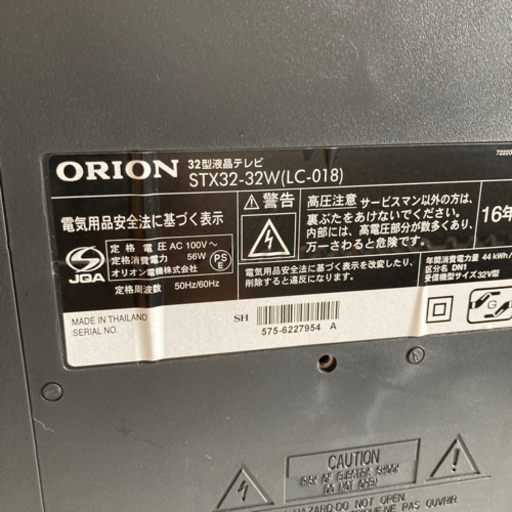 ORION 32型液晶テレビ
STX32-32W(LC-018)
72220
電気用品安全法に基づく表示
JQA
定格電圧 AC 100V~
定格消費電力 56W
オリオン電機株式会社
PSE
定格周波数 50Hz/60Hz
警告
高圧注意 サービスマン以外の方は、
裏ぶたをあけないでください。
内部には、高電圧部分が数多く、
万一さわると危険です。
電気用品安全法に基づく表示を改変したり、
削除すると違反になります。
16年
年間消費電力量 44 kWh/
区分名 DN1
受信機型サイズ 32V型
G
MADE IN THAILAND
SERIAL NO.
SH
575-6227954 A
CAUTION
RISK OF ELECTRIC SHOCK
DO NOT OPEN
HAZARD-DO NOT OPEN.
NE PAS OUVRIR.